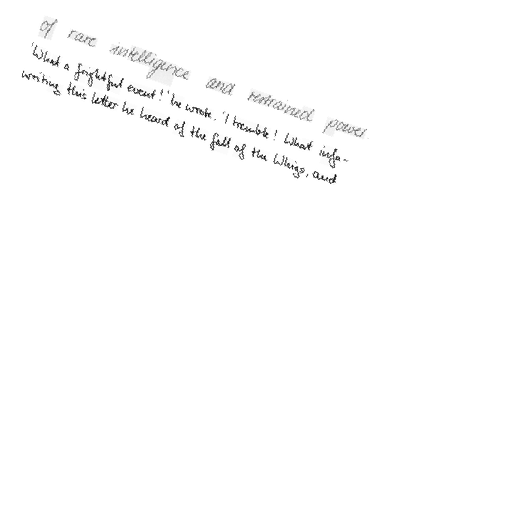 of rare intelligence and restrained power.
'What a frightful event!' he wrote. 'I tremble! What infa-
writing this letter he heard of the fall of the Whigs, and